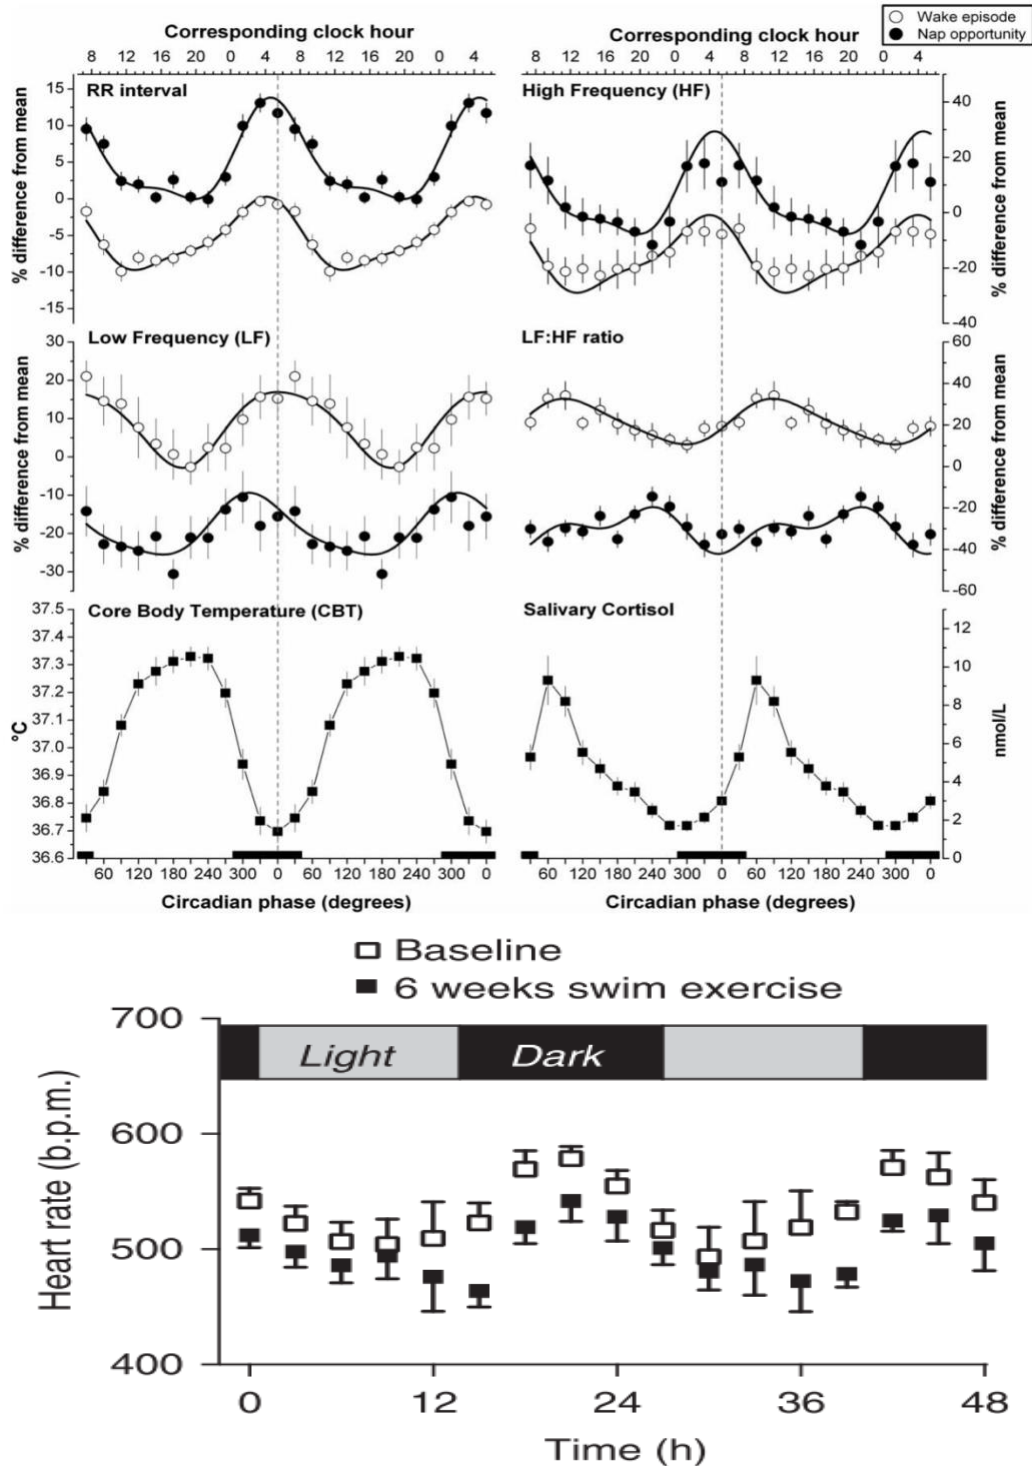 Wake episode
Nap opportunity
Corresponding clock hour
Corresponding clock hour
8 12 16 20 0 4 8 12 16 20 0 4
8 12 16 20 0 4 8 12 16 20 0 4
RR interval
High Frequency (HF)
% difference from mean
15
10
5
0
-5
-10
-15
40
20
0
-20
-40
% difference from mean
Low Frequency (LF)
LF:HF ratio
% difference from mean
30
20
10
0
-10
-20
-30
60
40
20
0
-20
-40
-60
% difference from mean
Core Body Temperature (CBT)
Salivary Cortisol
°C
37.5
37.4
37.3
37.2
37.1
37.0
36.9
36.8
36.7
36.6
12
10
8
6
4
2
0
nmol/L
60 120 180 240 300 0 60 120 180 240 300 0
60 120 180 240 300 0 60 120 180 240 300 0
Circadian phase (degrees)
Circadian phase (degrees)
Baseline
6 weeks swim exercise
Heart rate (b.p.m.)
700
600
500
400
Light Dark
0 12 24 36 48
Time (h)